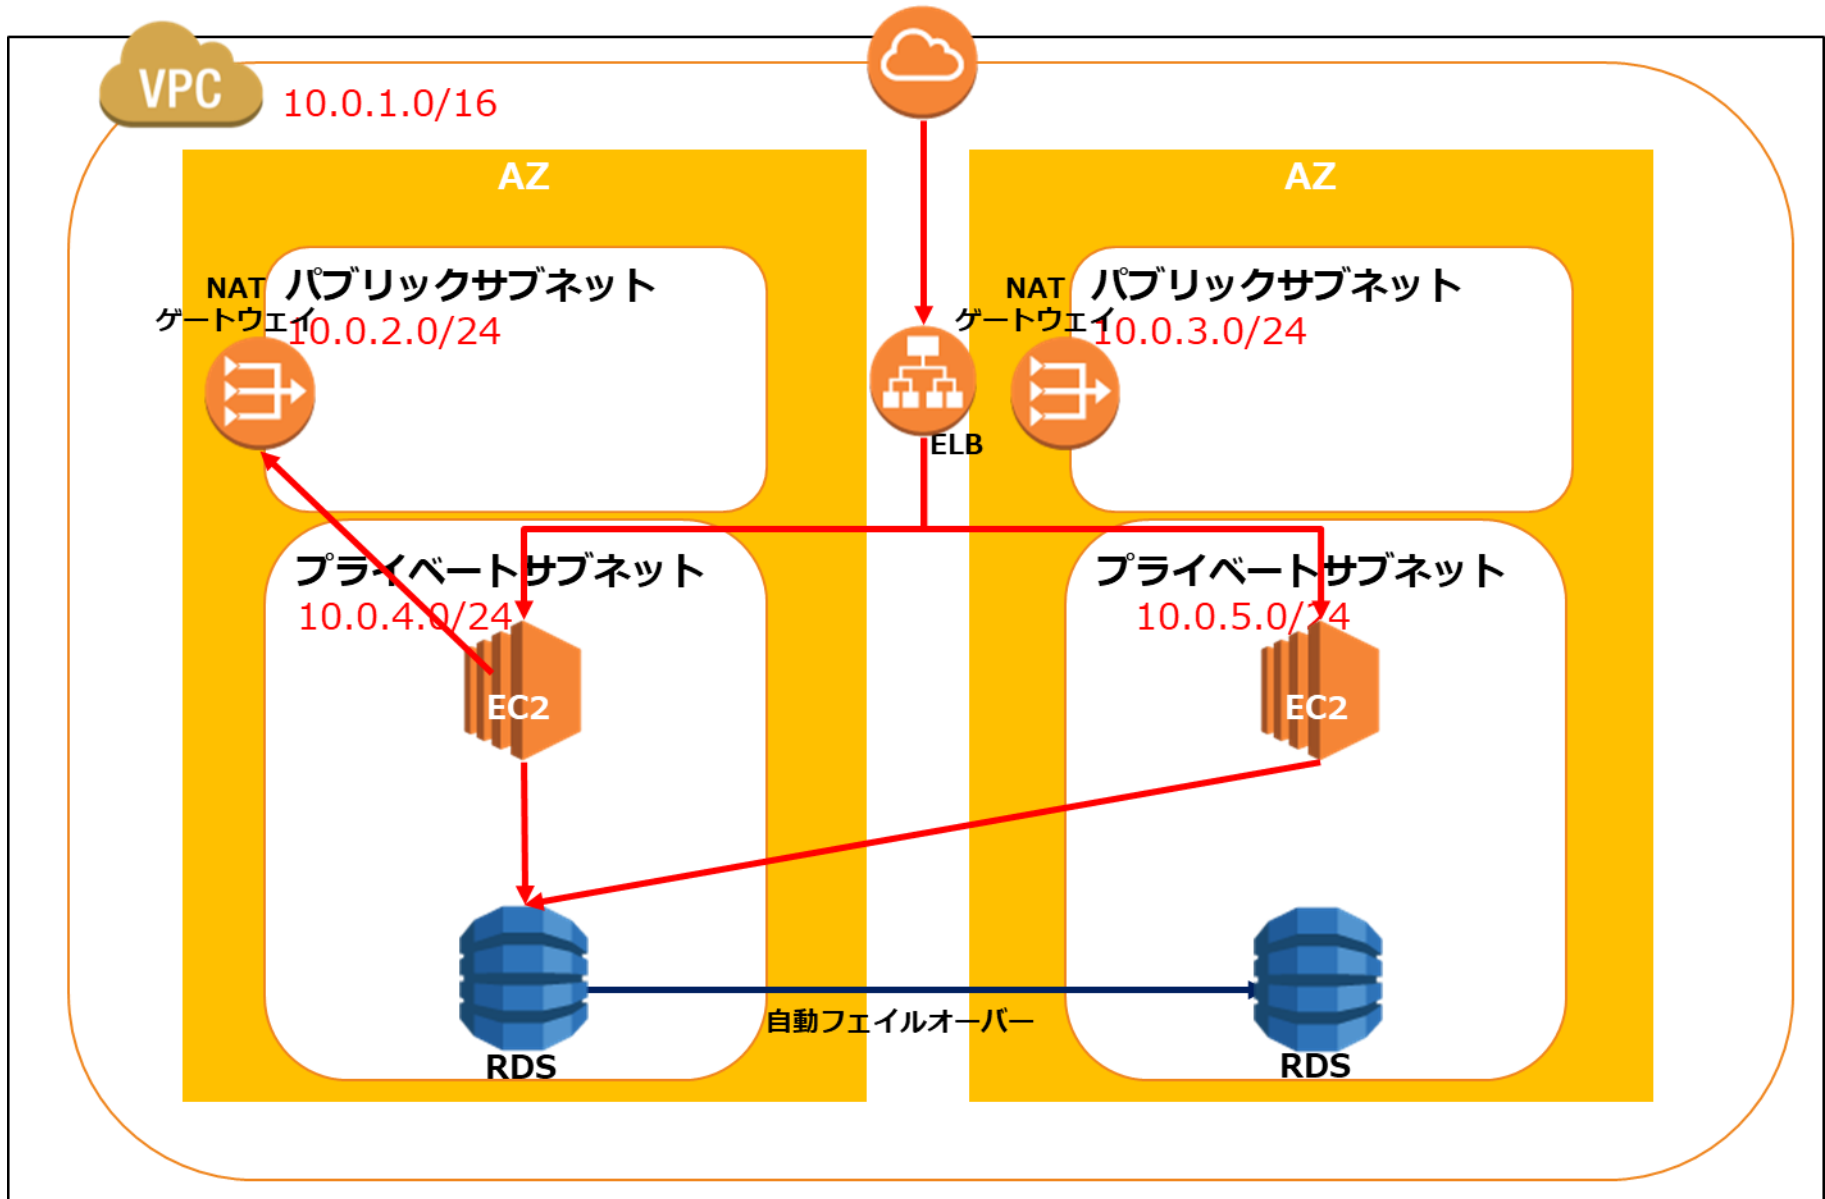 VPC
10.0.1.0/16
AZ
AZ
NAT
ゲートウェイ
パブリックサブネット
10.0.2.0/24
NAT
ゲートウェイ
パブリックサブネット
10.0.3.0/24
ELB
プライベートサブネット
10.0.4.0/24
プライベートサブネット
10.0.5.0/24
EC2
EC2
自動フェイルオーバー
RDS
RDS